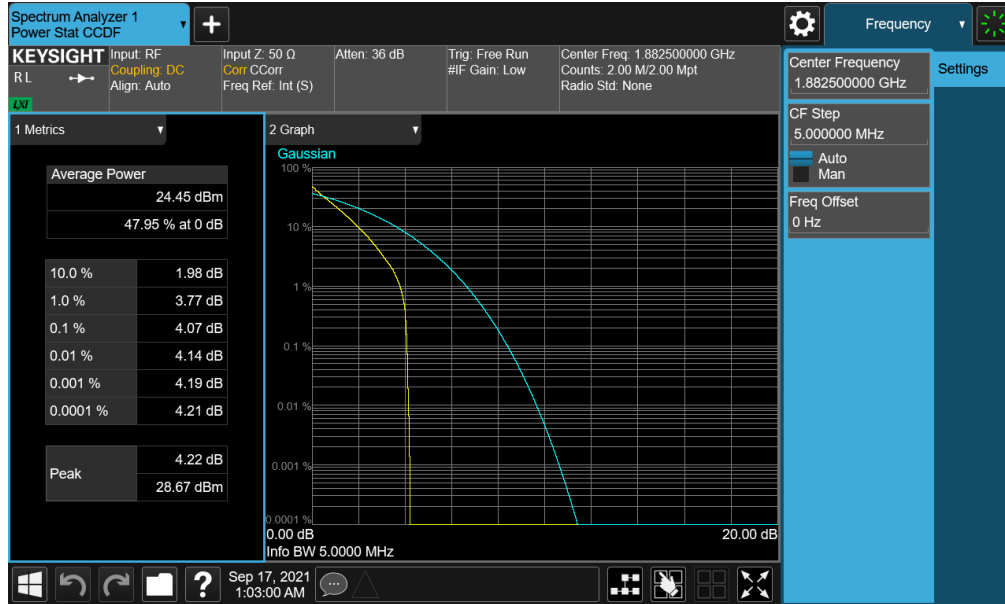 Spectrum Analyzer 1
Power Stat CCDF
Frequency
KEYSIGHT
R L
LXI
Input: RF
Coupling: DC
Align: Auto
Input Z: 50 Ω
Corr CCorr
Freq Ref: Int (S)
Atten: 36 dB
Trig: Free Run
#IF Gain: Low
Center Freq: 1.882500000 GHz
Counts: 2.00 M/2.00 Mpt
Radio Std: None
Center Frequency
1.882500000 GHz
Settings
CF Step
5.000000 MHz
Auto
Man
Freq Offset
0 Hz
1 Metrics
Average Power
24.45 dBm
47.95 % at 0 dB
10.0 % 1.98 dB
1.0 % 3.77 dB
0.1 % 4.07 dB
0.01 % 4.14 dB
0.001 % 4.19 dB
0.0001 % 4.21 dB
Peak
4.22 dB
28.67 dBm
2 Graph
Gaussian
100 %
10 %
1 %
0.1 %
0.01 %
0.001 %
0.0001 %
0.00 dB 20.00 dB
Info BW 5.0000 MHz
?
Sep 17, 2021
1:03:00 AM